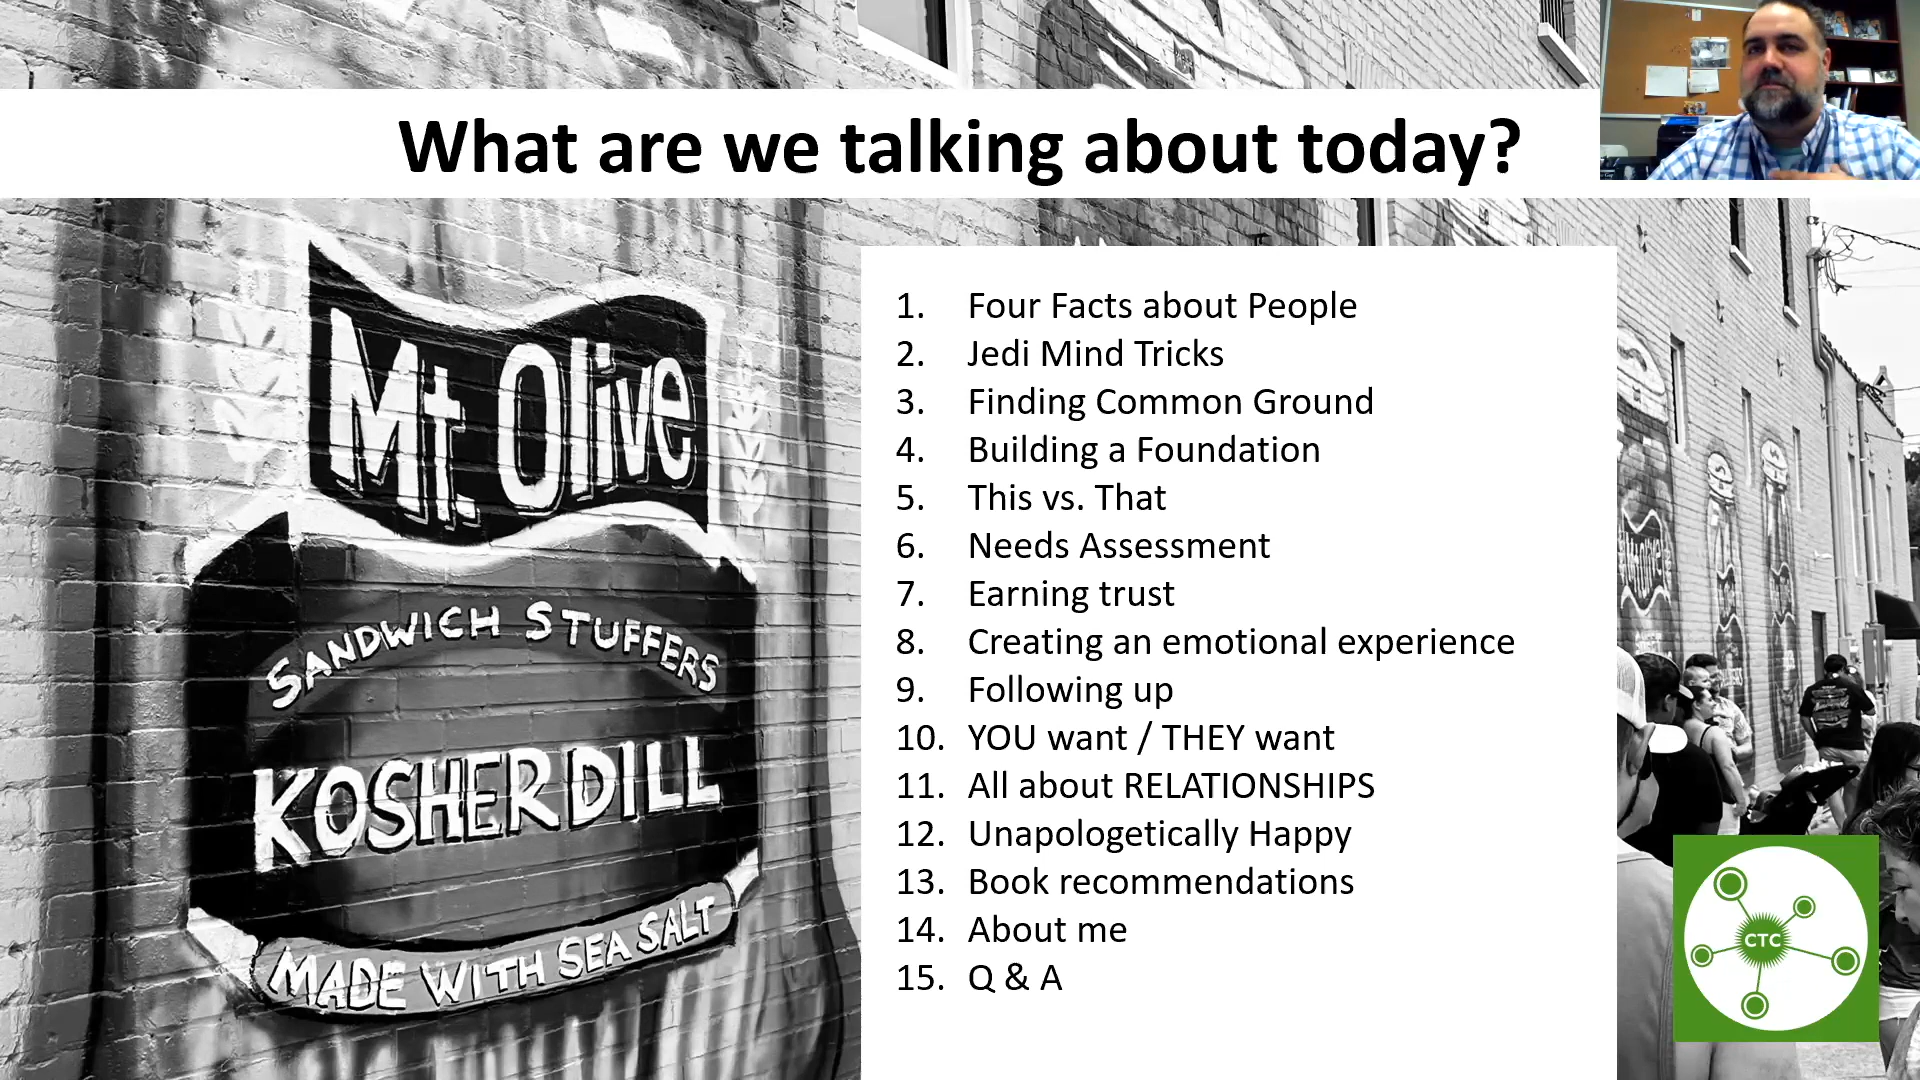 What are we talking about today?
Mt. Olive
SANDWICH STUFFERS
KOSHER DILL
MADE WITH SEA SALT
1. Four Facts about People
2. Jedi Mind Tricks
3. Finding Common Ground
4. Building a Foundation
5. This vs. That
6. Needs Assessment
7. Earning trust
8. Creating an emotional experience
9. Following up
10. YOU want / THEY want
11. All about RELATIONSHIPS
12. Unapologetically Happy
13. Book recommendations
14. About me
15. Q & A
Mt. Olive
CTC